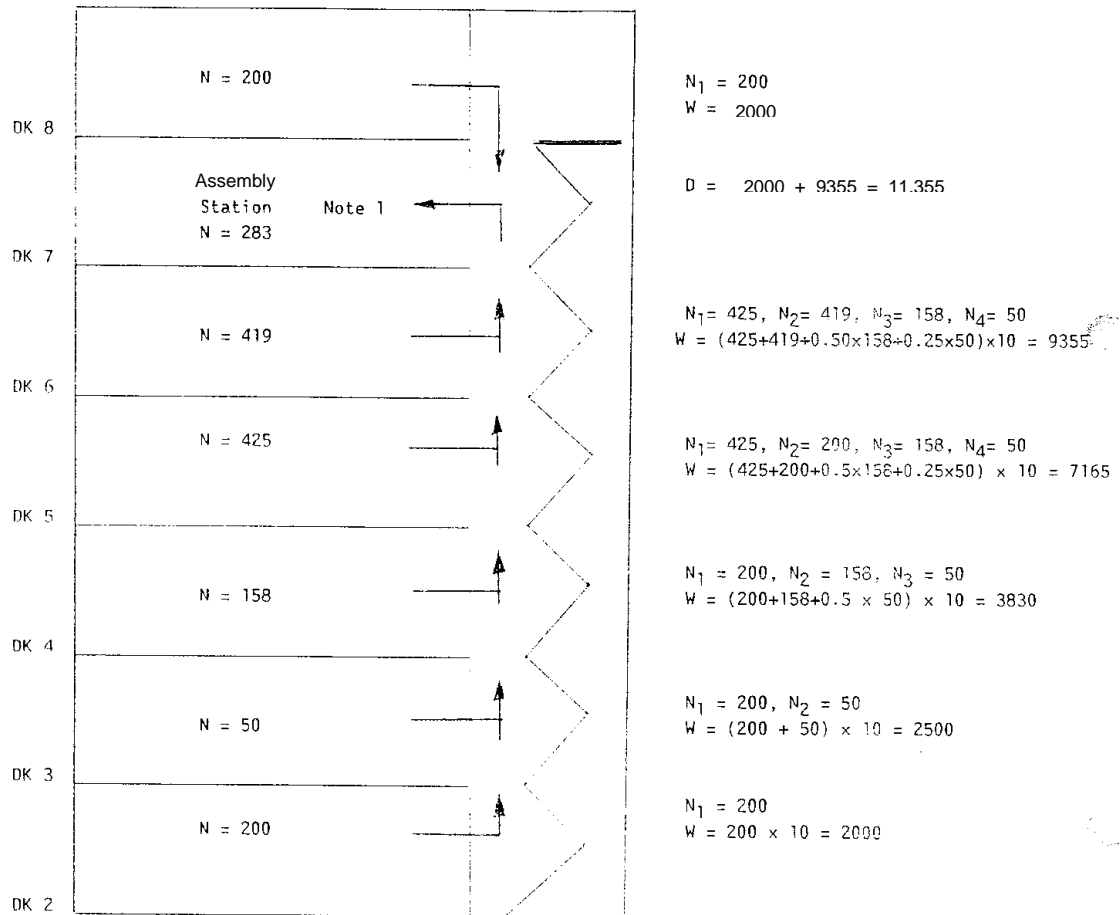 N = 200
N1 = 200
W = 2000
DK 8
Assembly
Station Note 1
N = 283
D = 2000 + 9355 = 11.355
DK 7
N = 419
N1= 425, N2= 419, N3= 158, N4= 50
W = (425+419+0.50x158+0.25x50)x10 = 9355
DK 6
N = 425
N1= 425, N2= 200, N3= 158, N4= 50
W = (425+200+0.5x158+0.25x50) x 10 = 7165
DK 5
N = 158
N1 = 200, N2 = 158, N3 = 50
W = (200+158+0.5 x 50) x 10 = 3830
DK 4
N = 50
N1 = 200, N2 = 50
W = (200 + 50) x 10 = 2500
DK 3
N = 200
N1 = 200
W = 200 x 10 = 2000
DK 2